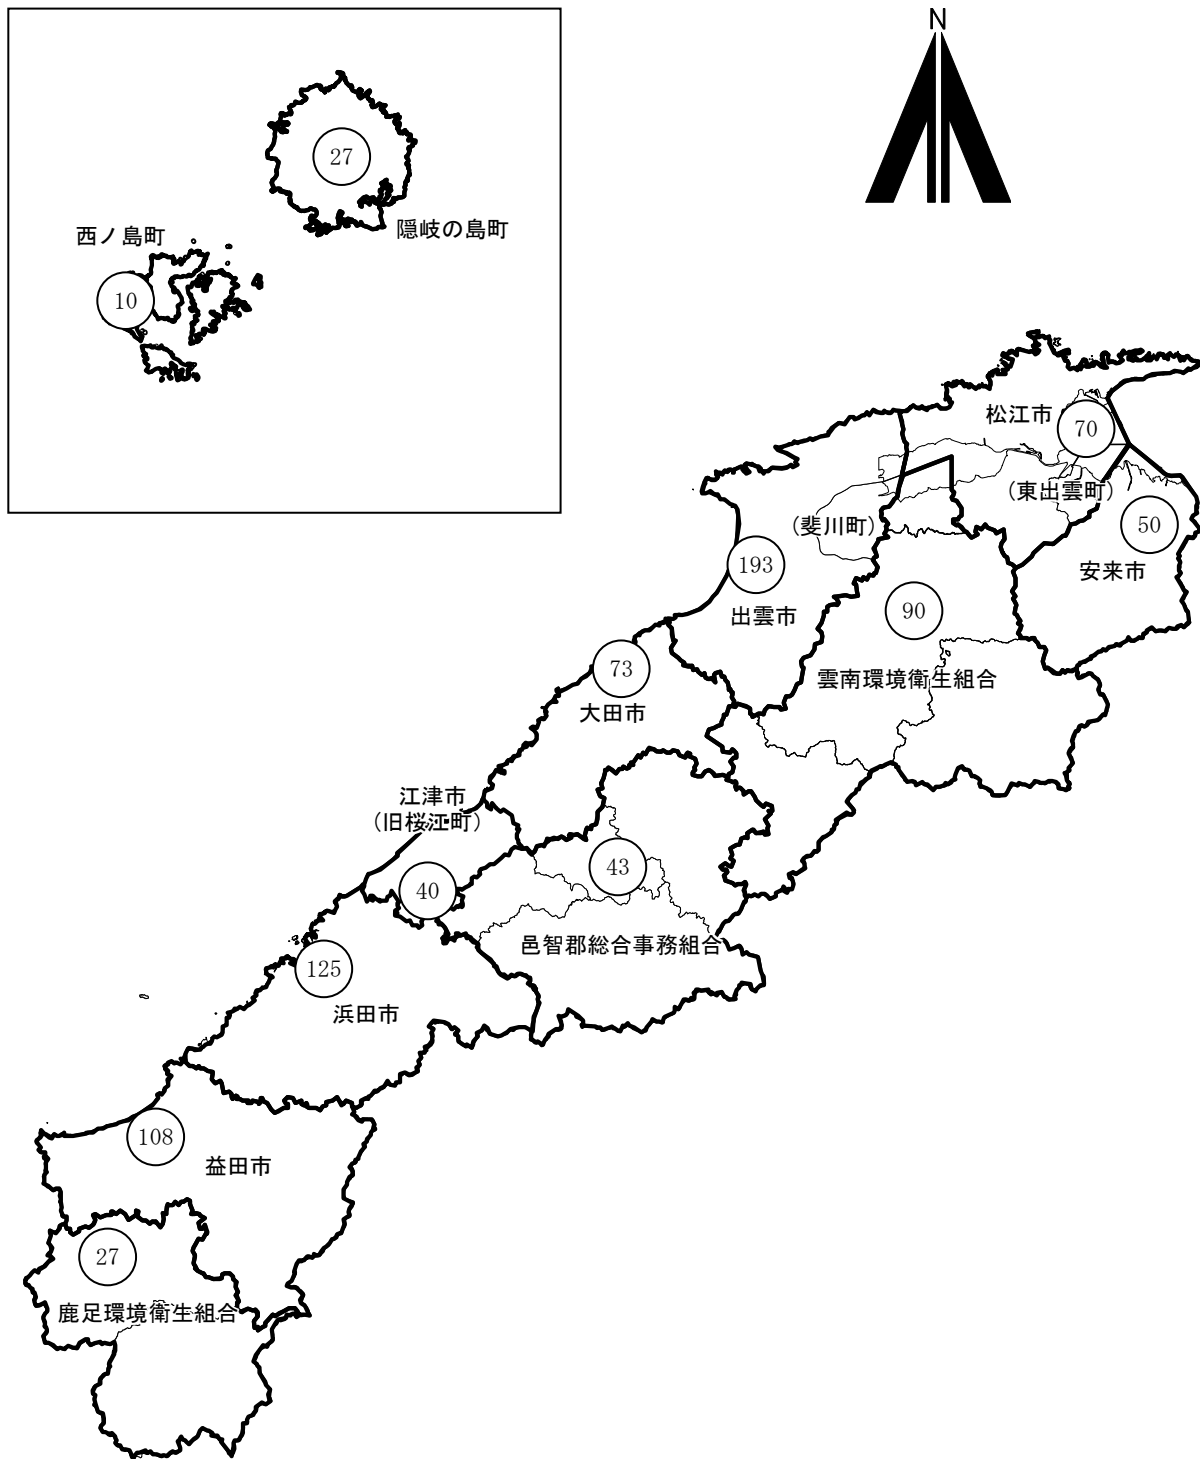 N
27
隠岐の島町
西ノ島町
10
松江市
70
(東出雲町)
50
安来市
(斐川町)
193
出雲市
90
雲南環境衛生組合
73
大田市
江津市
(旧桜江町)
40
43
邑智郡総合事務組合
125
浜田市
108
益田市
27
鹿足環境衛生組合